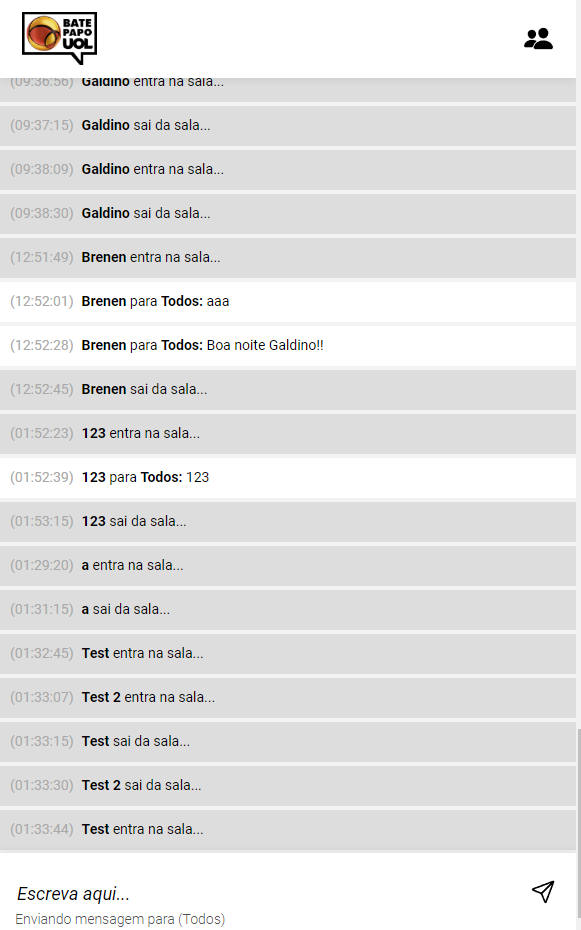 BATE
PAPO
UOL
(09:36:56) Galdino entra na sala...
(09:37:15) Galdino sai da sala...
(09:38:09) Galdino entra na sala...
(09:38:30) Galdino sai da sala...
(12:51:49) Brenen entra na sala...
(12:52:01) Brenen para Todos: aaa
(12:52:28) Brenen para Todos: Boa noite Galdino!!
(12:52:45) Brenen sai da sala...
(01:52:23) 123 entra na sala...
(01:52:39) 123 para Todos: 123
(01:53:15) 123 sai da sala...
(01:29:20) a entra na sala...
(01:31:15) a sai da sala...
(01:32:45) Test entra na sala...
(01:33:07) Test 2 entra na sala...
(01:33:15) Test sai da sala...
(01:33:30) Test 2 sai da sala...
(01:33:44) Test entra na sala...
Escreva aqui...
Enviando mensagem para (Todos)